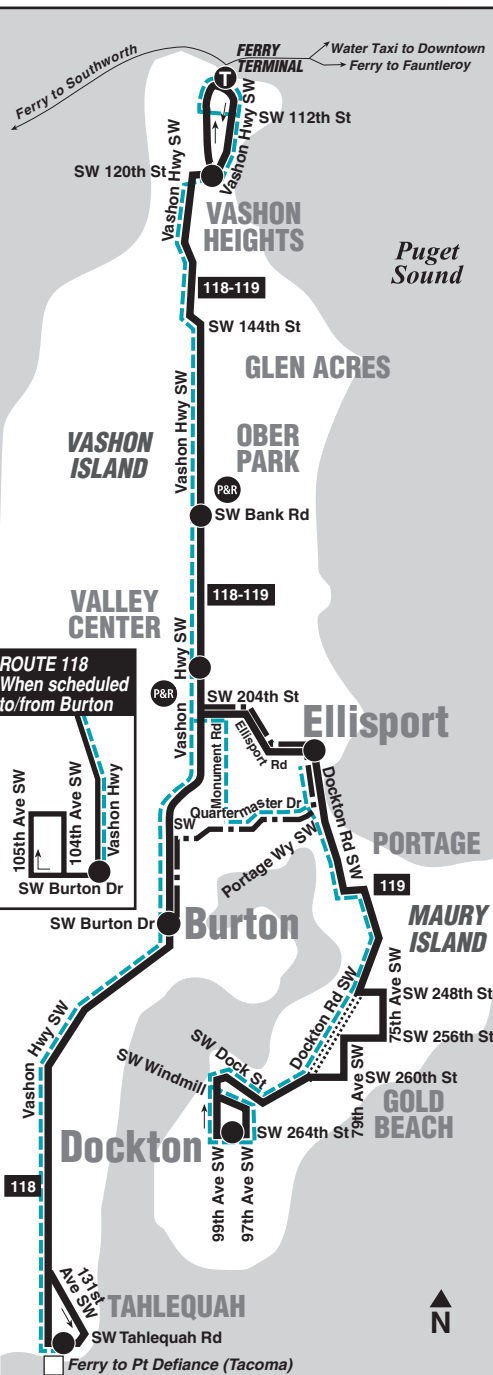 FERRY
TERMINAL
Water Taxi to Downtown
Ferry to Fauntleroy
Ferry to Southworth
T
SW 112th St
Vashon Hwy SW
SW 120th St
Vashon Hwy SW
VASHON
HEIGHTS
Puget
Sound
118-119
SW 144th St
GLEN ACRES
Vashon Hwy SW
VASHON
ISLAND
OBER
PARK
P&R
SW Bank Rd
118-119
VALLEY
CENTER
Vashon Hwy SW
P&R
SW 204th St
ROUTE 118
When scheduled
to/from Burton
105th Ave SW
104th Ave SW
Vashon Hwy
SW Burton Dr
Ellisport
Ellisport Rd
Monument Rd
SW Quartermaster Dr
Dockton Rd SW
Portage Wy SW
PORTAGE
119
MAURY
ISLAND
SW Burton Dr
Burton
SW 248th St
75th Ave SW
SW 256th St
Dockton Rd SW
SW Dock St
SW Windmill
SW 260th St
79th Ave SW
GOLD
BEACH
Vashon Hwy SW
Dockton
SW 264th St
99th Ave SW
97th Ave SW
118
131st
Ave SW
TAHLEQUAH
SW Tahlequah Rd
Ferry to Pt Defiance (Tacoma)
N